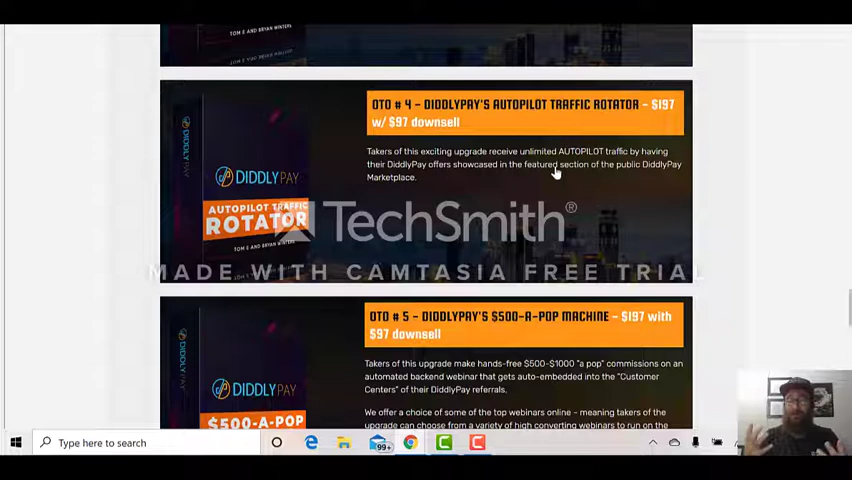 TOM E AND BRYAN WINTERS
OTO # 4 - DIDDLYPAY'S AUTOPILOT TRAFFIC ROTATOR - $197
w/ $97 downsell
Takers of this exciting upgrade receive unlimited AUTOPILOT traffic by having
their DiddlyPay offers showcased in the featured section of the public DiddlyPay
Marketplace.
DIDDLY PAY
DIDDLYPAY
AUTOPILOT TRAFFIC
ROTATOR
TOM E AND BRYAN WINTERS
TechSmith®
MADE WITH CAMTASIA FREE TRIAL
OTO # 5 - DIDDLYPAY'S $500-A-POP MACHINE - $197 with
$97 downsell
Takers of this upgrade make hands-free $500-$1000 "a pop" commissions on an
automated backend webinar that gets auto-embedded into the "Customer
Centers" of their DiddlyPay referrals.
We offer a choice of some of the top webinars online - meaning takers of the
upgrade can choose from a variety of high converting webinars to run on the
DIDDLY PAY
DIDDLYPAY
$500-A-POP
Type here to search
99+